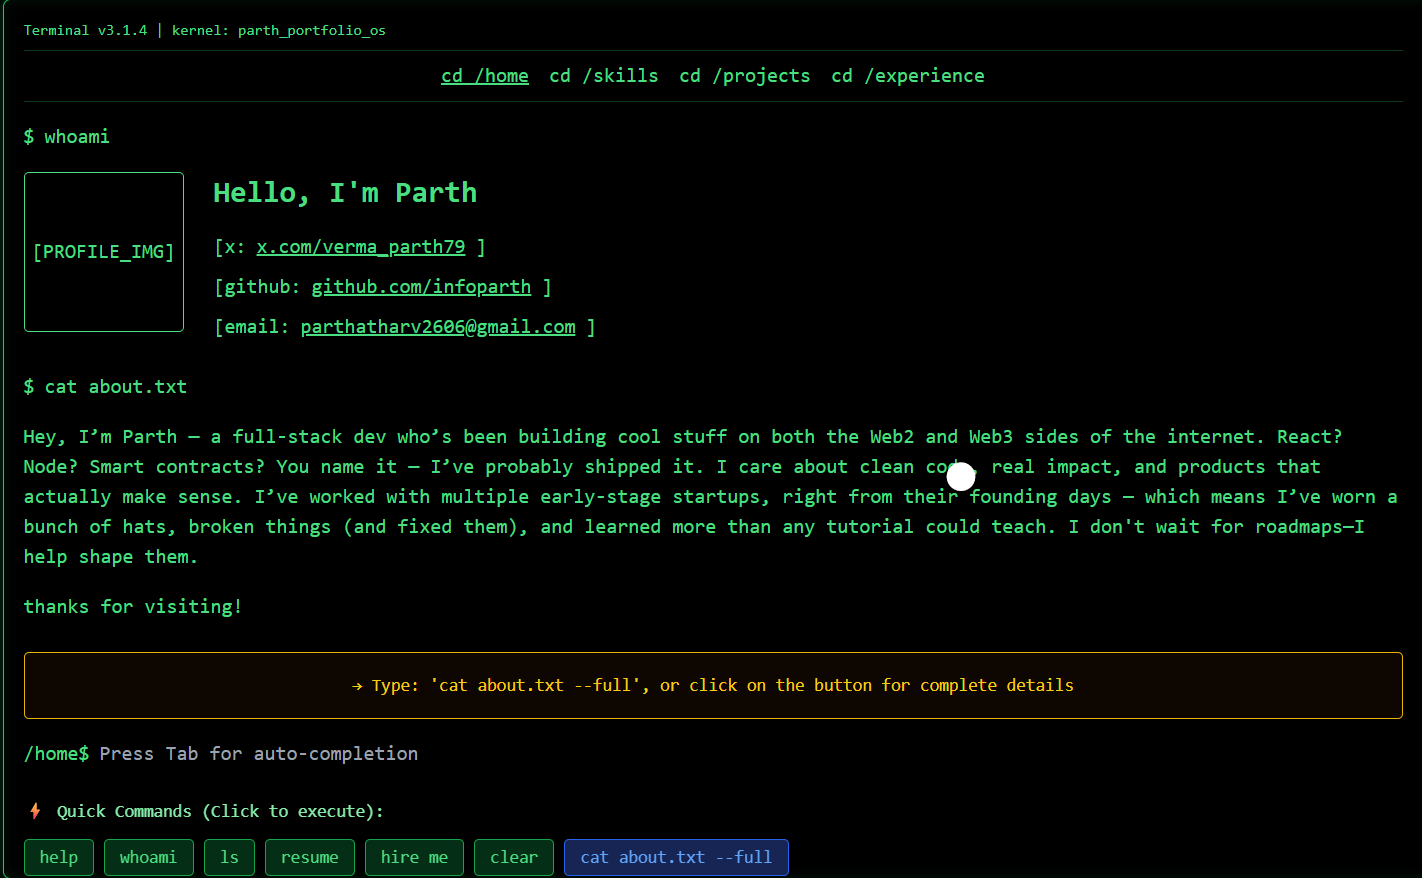 Terminal v3.1.4 | kernel: parth_portfolio_os
cd /home cd /skills cd /projects cd /experience
$ whoami
[PROFILE_IMG]
Hello, I'm Parth
[x: x.com/verma_parth79 ]
[github: github.com/infoparth ]
[email: parthatharv2606@gmail.com ]
$ cat about.txt
Hey, I’m Parth — a full-stack dev who’s been building cool stuff on both the Web2 and Web3 sides of the internet. React?
Node? Smart contracts? You name it — I’ve probably shipped it. I care about clean code, real impact, and products that
actually make sense. I’ve worked with multiple early-stage startups, right from their founding days — which means I’ve worn a
bunch of hats, broken things (and fixed them), and learned more than any tutorial could teach. I don't wait for roadmaps—I
help shape them.
thanks for visiting!
→ Type: 'cat about.txt --full', or click on the button for complete details
/home$ Press Tab for auto-completion
⚡ Quick Commands (Click to execute):
help whoami ls resume hire me clear cat about.txt --full